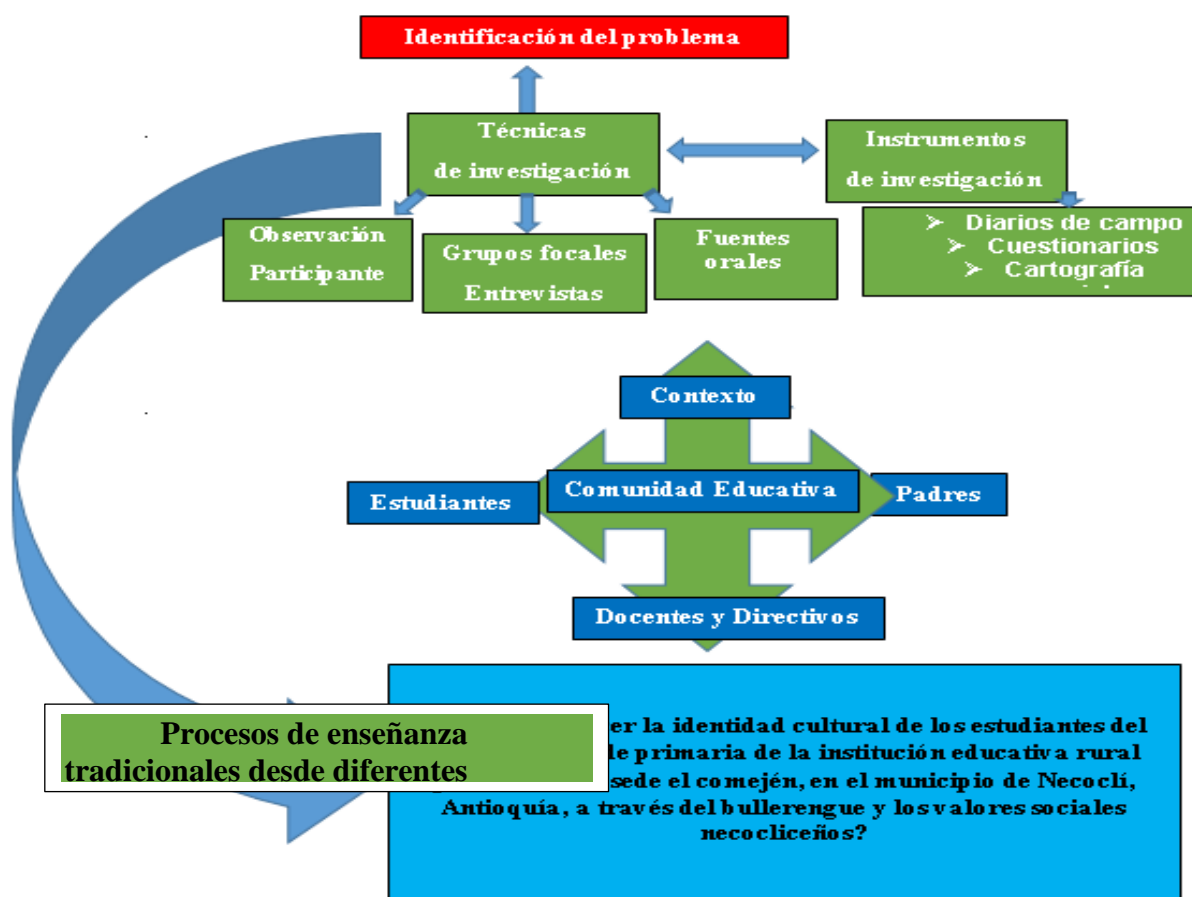 Identificación del problema
Técnicas
de investigación
Instrumentos
de investigación
Observación
Participante
Grupos focales
Entrevistas
Fuentes
orales
➢ Diarios de campo
➢ Cuestionarios
➢ Cartografía
Contexto
Estudiantes
Comunidad Educativa
Padres
Docentes y Directivos
Procesos de enseñanza
tradicionales desde diferentes
la identidad cultural de los estudiantes del
primaria de la institución educativa rural
sede el comején, en el municipio de Necoclí,
Antioquía, a través del bullerengue y los valores sociales
necocliceños?